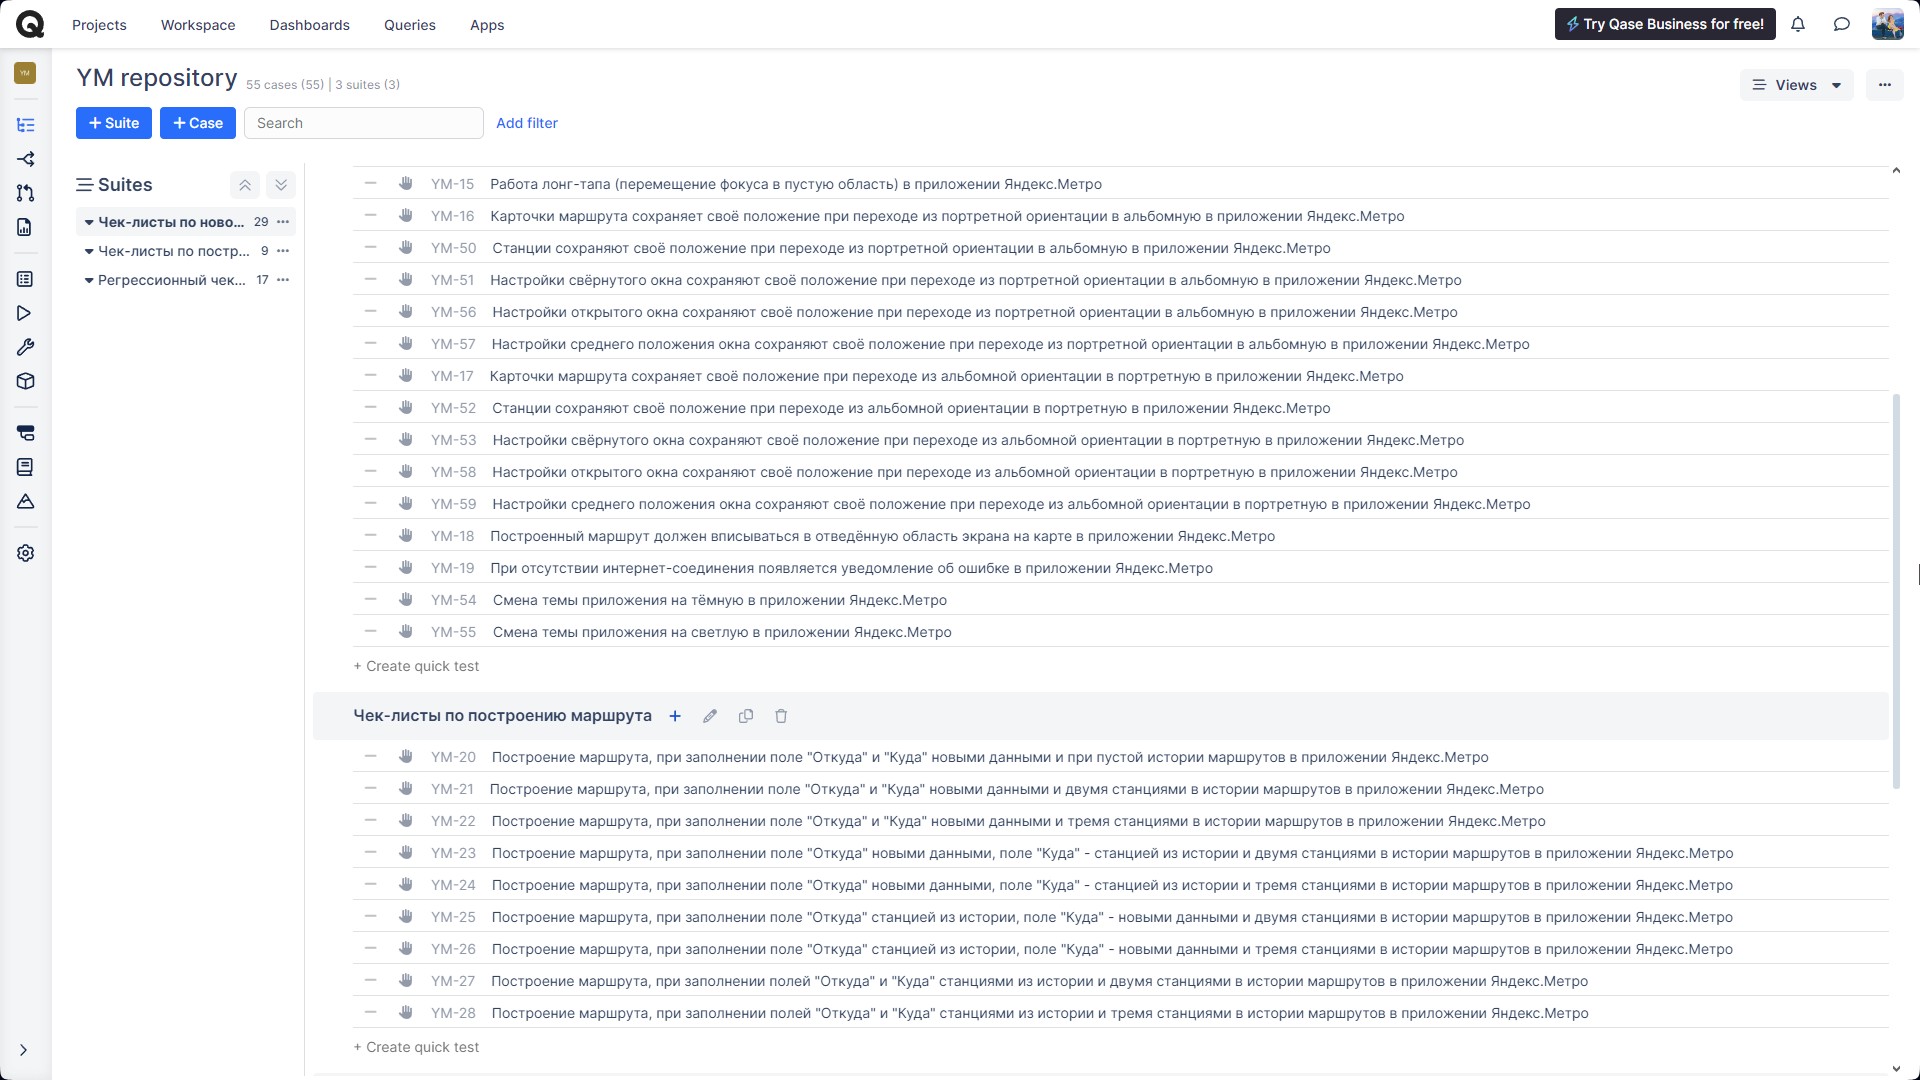 Projects Workspace Dashboards Queries Apps Try Qase Business for free!
YM
YM repository 55 cases (55) | 3 suites (3)
Views
+ Suite + Case Search Add filter
Suites
Чек-листы по ново... 29
Чек-листы по постр... 9
Регрессионный чек... 17
YM-15 Работа лонг-тапа (перемещение фокуса в пустую область) в приложении Яндекс.Метро
YM-16 Карточки маршрута сохраняет своё положение при переходе из портретной ориентации в альбомную в приложении Яндекс.Метро
YM-50 Станции сохраняют своё положение при переходе из портретной ориентации в альбомную в приложении Яндекс.Метро
YM-51 Настройки свёрнутого окна сохраняют своё положение при переходе из портретной ориентации в альбомную в приложении Яндекс.Метро
YM-56 Настройки открытого окна сохраняют своё положение при переходе из портретной ориентации в альбомную в приложении Яндекс.Метро
YM-57 Настройки среднего положения окна сохраняют своё положение при переходе из портретной ориентации в альбомную в приложении Яндекс.Метро
YM-17 Карточки маршрута сохраняет своё положение при переходе из альбомной ориентации в портретную в приложении Яндекс.Метро
YM-52 Станции сохраняют своё положение при переходе из альбомной ориентации в портретную в приложении Яндекс.Метро
YM-53 Настройки свёрнутого окна сохраняют своё положение при переходе из альбомной ориентации в портретную в приложении Яндекс.Метро
YM-58 Настройки открытого окна сохраняют своё положение при переходе из альбомной ориентации в портретную в приложении Яндекс.Метро
YM-59 Настройки среднего положения окна сохраняют своё положение при переходе из альбомной ориентации в портретную в приложении Яндекс.Метро
YM-18 Построенный маршрут должен вписываться в отведённую область экрана на карте в приложении Яндекс.Метро
YM-19 При отсутствии интернет-соединения появляется уведомление об ошибке в приложении Яндекс.Метро
YM-54 Смена темы приложения на тёмную в приложении Яндекс.Метро
YM-55 Смена темы приложения на светлую в приложении Яндекс.Метро
+ Create quick test
Чек-листы по построению маршрута
YM-20 Построение маршрута, при заполнении поле "Откуда" и "Куда" новыми данными и при пустой истории маршрутов в приложении Яндекс.Метро
YM-21 Построение маршрута, при заполнении поле "Откуда" и "Куда" новыми данными и двумя станциями в истории маршрутов в приложении Яндекс.Метро
YM-22 Построение маршрута, при заполнении поле "Откуда" и "Куда" новыми данными и тремя станциями в истории маршрутов в приложении Яндекс.Метро
YM-23 Построение маршрута, при заполнении поле "Откуда" новыми данными, поле "Куда" - станцией из истории и двумя станциями в истории маршрутов в приложении Яндекс.Метро
YM-24 Построение маршрута, при заполнении поле "Откуда" новыми данными, поле "Куда" - станцией из истории и тремя станциями в истории маршрутов в приложении Яндекс.Метро
YM-25 Построение маршрута, при заполнении поле "Откуда" станцией из истории, поле "Куда" - новыми данными и двумя станциями в истории маршрутов в приложении Яндекс.Метро
YM-26 Построение маршрута, при заполнении поле "Откуда" станцией из истории, поле "Куда" - новыми данными и тремя станциями в истории маршрутов в приложении Яндекс.Метро
YM-27 Построение маршрута, при заполнении полей "Откуда" и "Куда" станциями из истории и двумя станциями в истории маршрутов в приложении Яндекс.Метро
YM-28 Построение маршрута, при заполнении полей "Откуда" и "Куда" станциями из истории и тремя станциями в истории маршрутов в приложении Яндекс.Метро
+ Create quick test